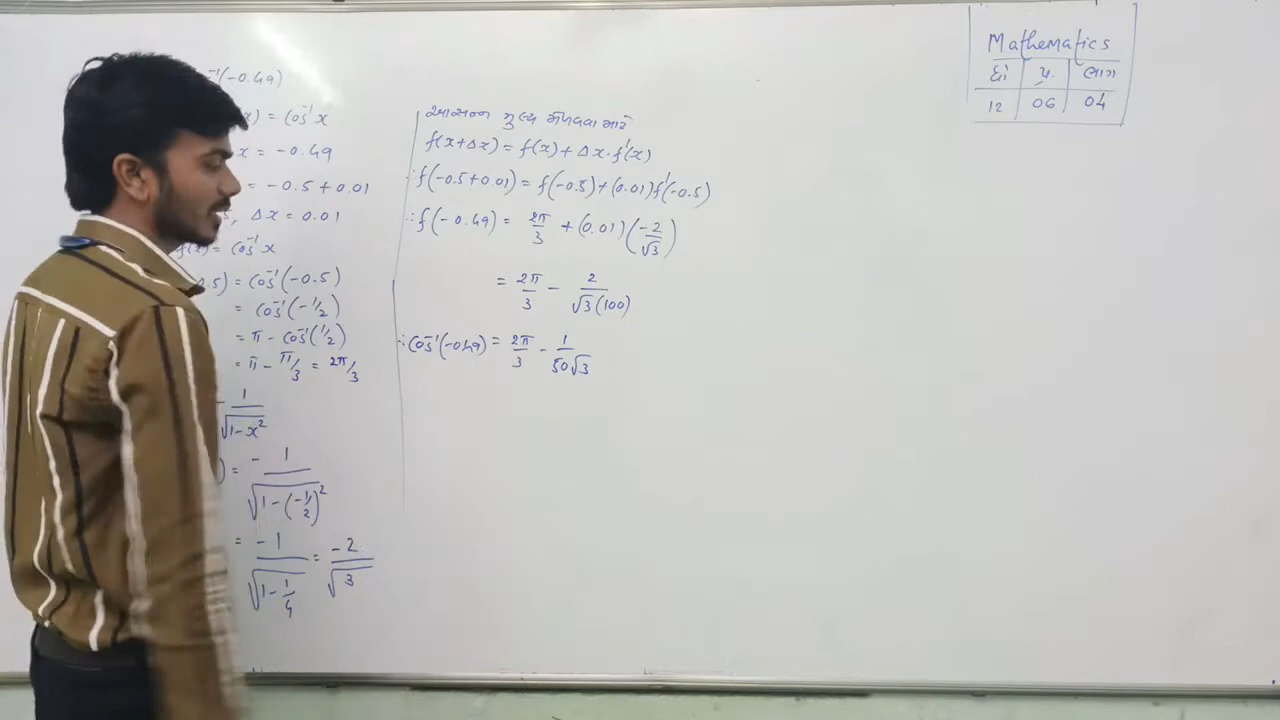 ⁻¹(-0.49)
x) = Cos⁻¹ x
x = -0.49
= -0.5 + 0.01
, Δx = 0.01
f(x) = Cos⁻¹ x
0.5) = Cos⁻¹(-0.5)
= Cos⁻¹(-1/2)
= π - Cos⁻¹(1/2)
= π - π/3 = 2π/3
1/√(1-x²)
) = -1/√(1-(-1/2)²)
= -1/√(1-1/4) = -2/√3
આસન્ન મુલ્ય મેળવવા માટે
f(x+Δx) = f(x) + Δx·f'(x)
∴ f(-0.5+0.01) = f(-0.5) + (0.01)f'(-0.5)
∴ f(-0.49) = 2π/3 + (0.01)(-2/√3)
= 2π/3 - 2/√3(100)
∴ Cos⁻¹(-0.49) = 2π/3 - 1/50√3
Mathematics
ધો પ્ર. ભાગ
12 06 04